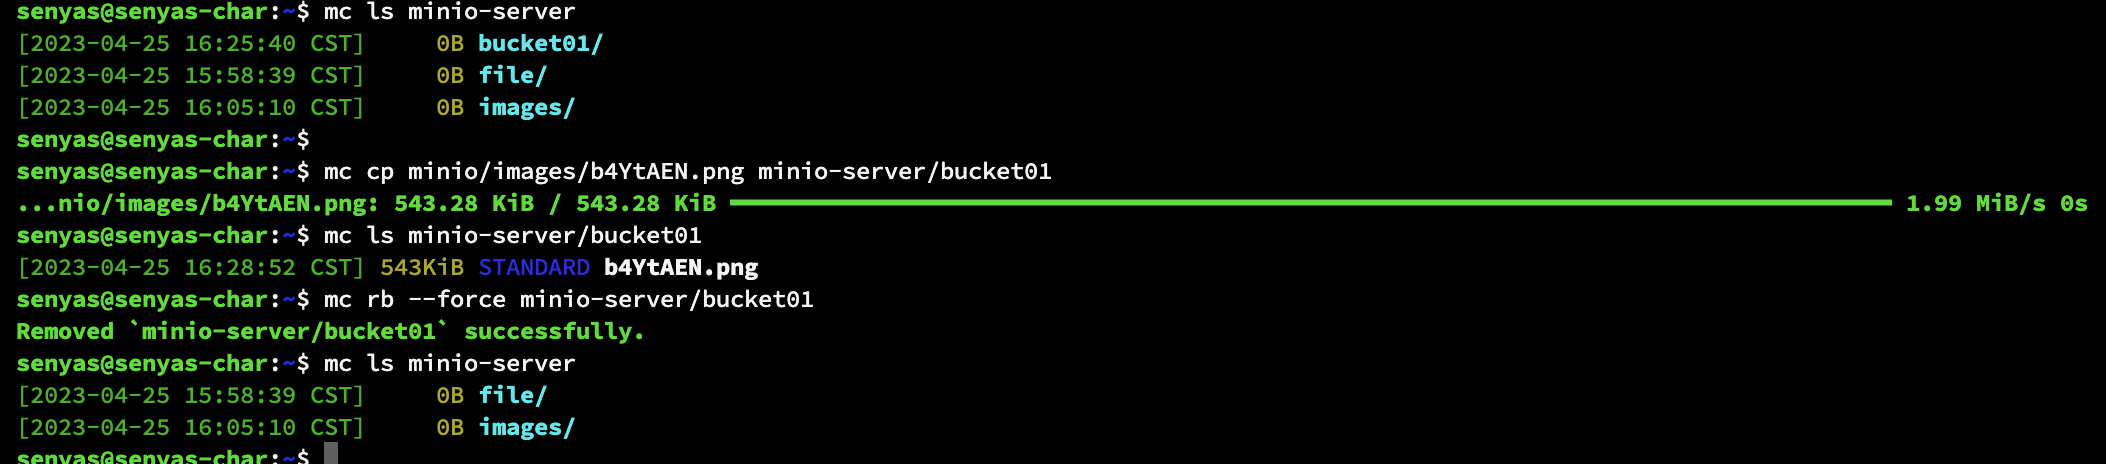 senyas@senyas-char:~$ mc ls minio-server
[2023-04-25 16:25:40 CST]     0B bucket01/
[2023-04-25 15:58:39 CST]     0B file/
[2023-04-25 16:05:10 CST]     0B images/
senyas@senyas-char:~$
senyas@senyas-char:~$ mc cp minio/images/b4YtAEN.png minio-server/bucket01
...nio/images/b4YtAEN.png: 543.28 KiB / 543.28 KiB 1.99 MiB/s 0s
senyas@senyas-char:~$ mc ls minio-server/bucket01
[2023-04-25 16:28:52 CST] 543KiB STANDARD b4YtAEN.png
senyas@senyas-char:~$ mc rb --force minio-server/bucket01
Removed `minio-server/bucket01` successfully.
senyas@senyas-char:~$ mc ls minio-server
[2023-04-25 15:58:39 CST]     0B file/
[2023-04-25 16:05:10 CST]     0B images/
senyas@senyas-char:~$